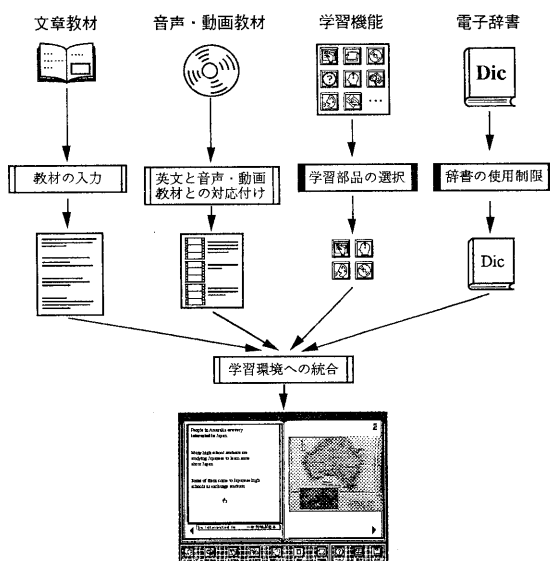 文章教材
音声・動画教材
学習機能
電子辞書
Dic
教材の入力
英文と音声・動画
教材との対応付け
学習部品の選択
辞書の使用制限
Dic
学習環境への統合
People in Australia are very
interested in Japan.
Many high school students are
studying Japanese to learn more
about Japan.
Some of them come to Japanese high
schools as exchange students.
be interested in